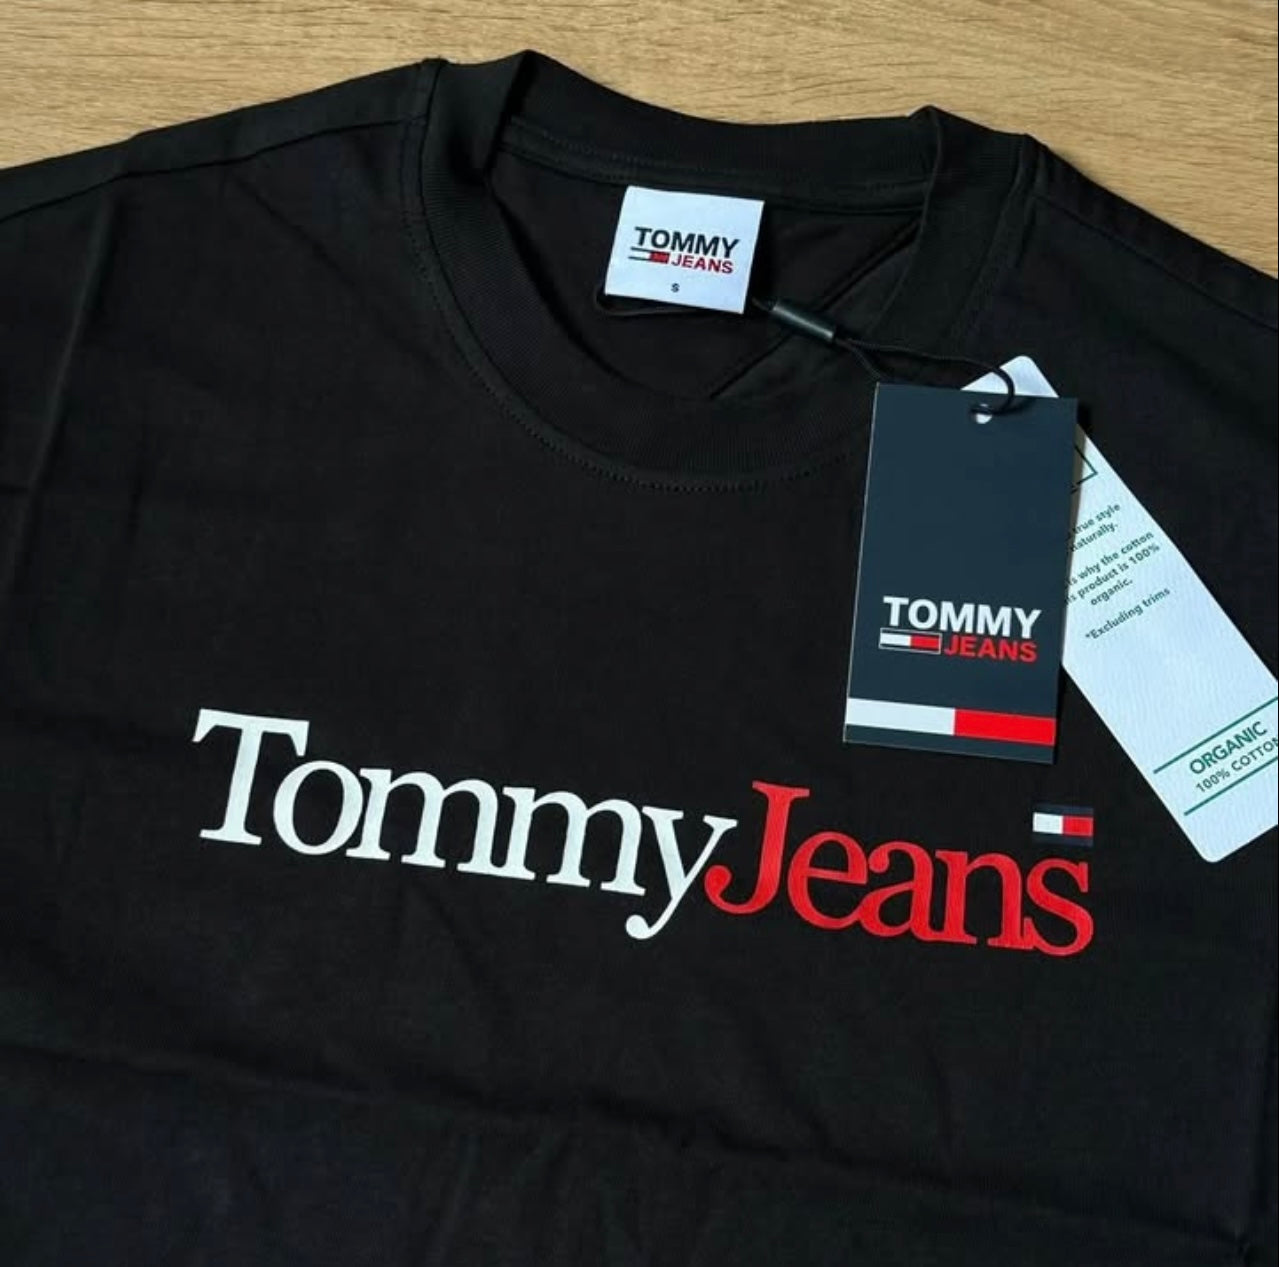 TOMMY
JEANS
S
TOMMY
JEANS
true style
naturally.
why the cotton
product is 100%
organic.
*Excluding trims
ORGANIC
100% COTTON
TommyJeans